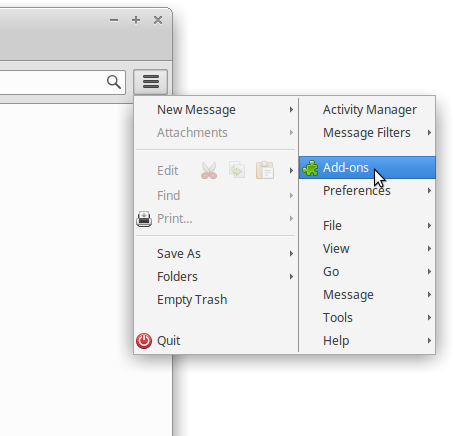 New Message
Attachments
Edit
Find
Print...
Save As
Folders
Empty Trash
Quit
Activity Manager
Message Filters
Add-ons
Preferences
File
View
Go
Message
Tools
Help